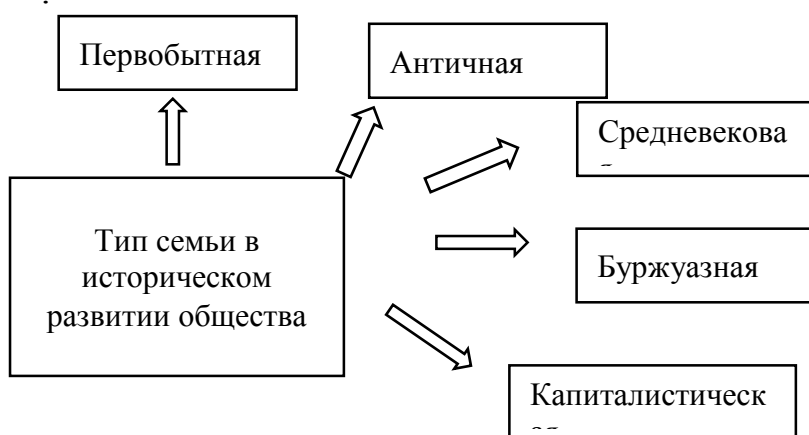 Первобытная
Античная
Средневекова
Тип семьи в
историческом
развитии общества
Буржуазная
Капиталистическ